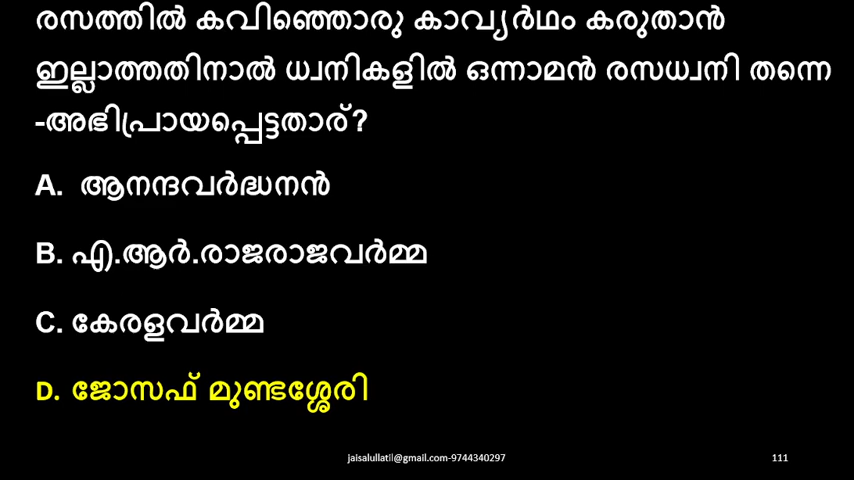 രസത്തിൽ കവിഞ്ഞൊരു കാവ്യർഥം കരുതാൻ
ഇല്ലാത്തതിനാൽ ധ്വനികളിൽ ഒന്നാമൻ രസധ്വനി തന്നെ
-അഭിപ്രായപ്പെട്ടതാര്?
A. ആനന്ദവർദ്ധനൻ
B. എ.ആർ.രാജരാജവർമ്മ
C. കേരളവർമ്മ
D. ജോസഫ് മുണ്ടശ്ശേരി
jaisalullatil@gmail.com-9744340297
111